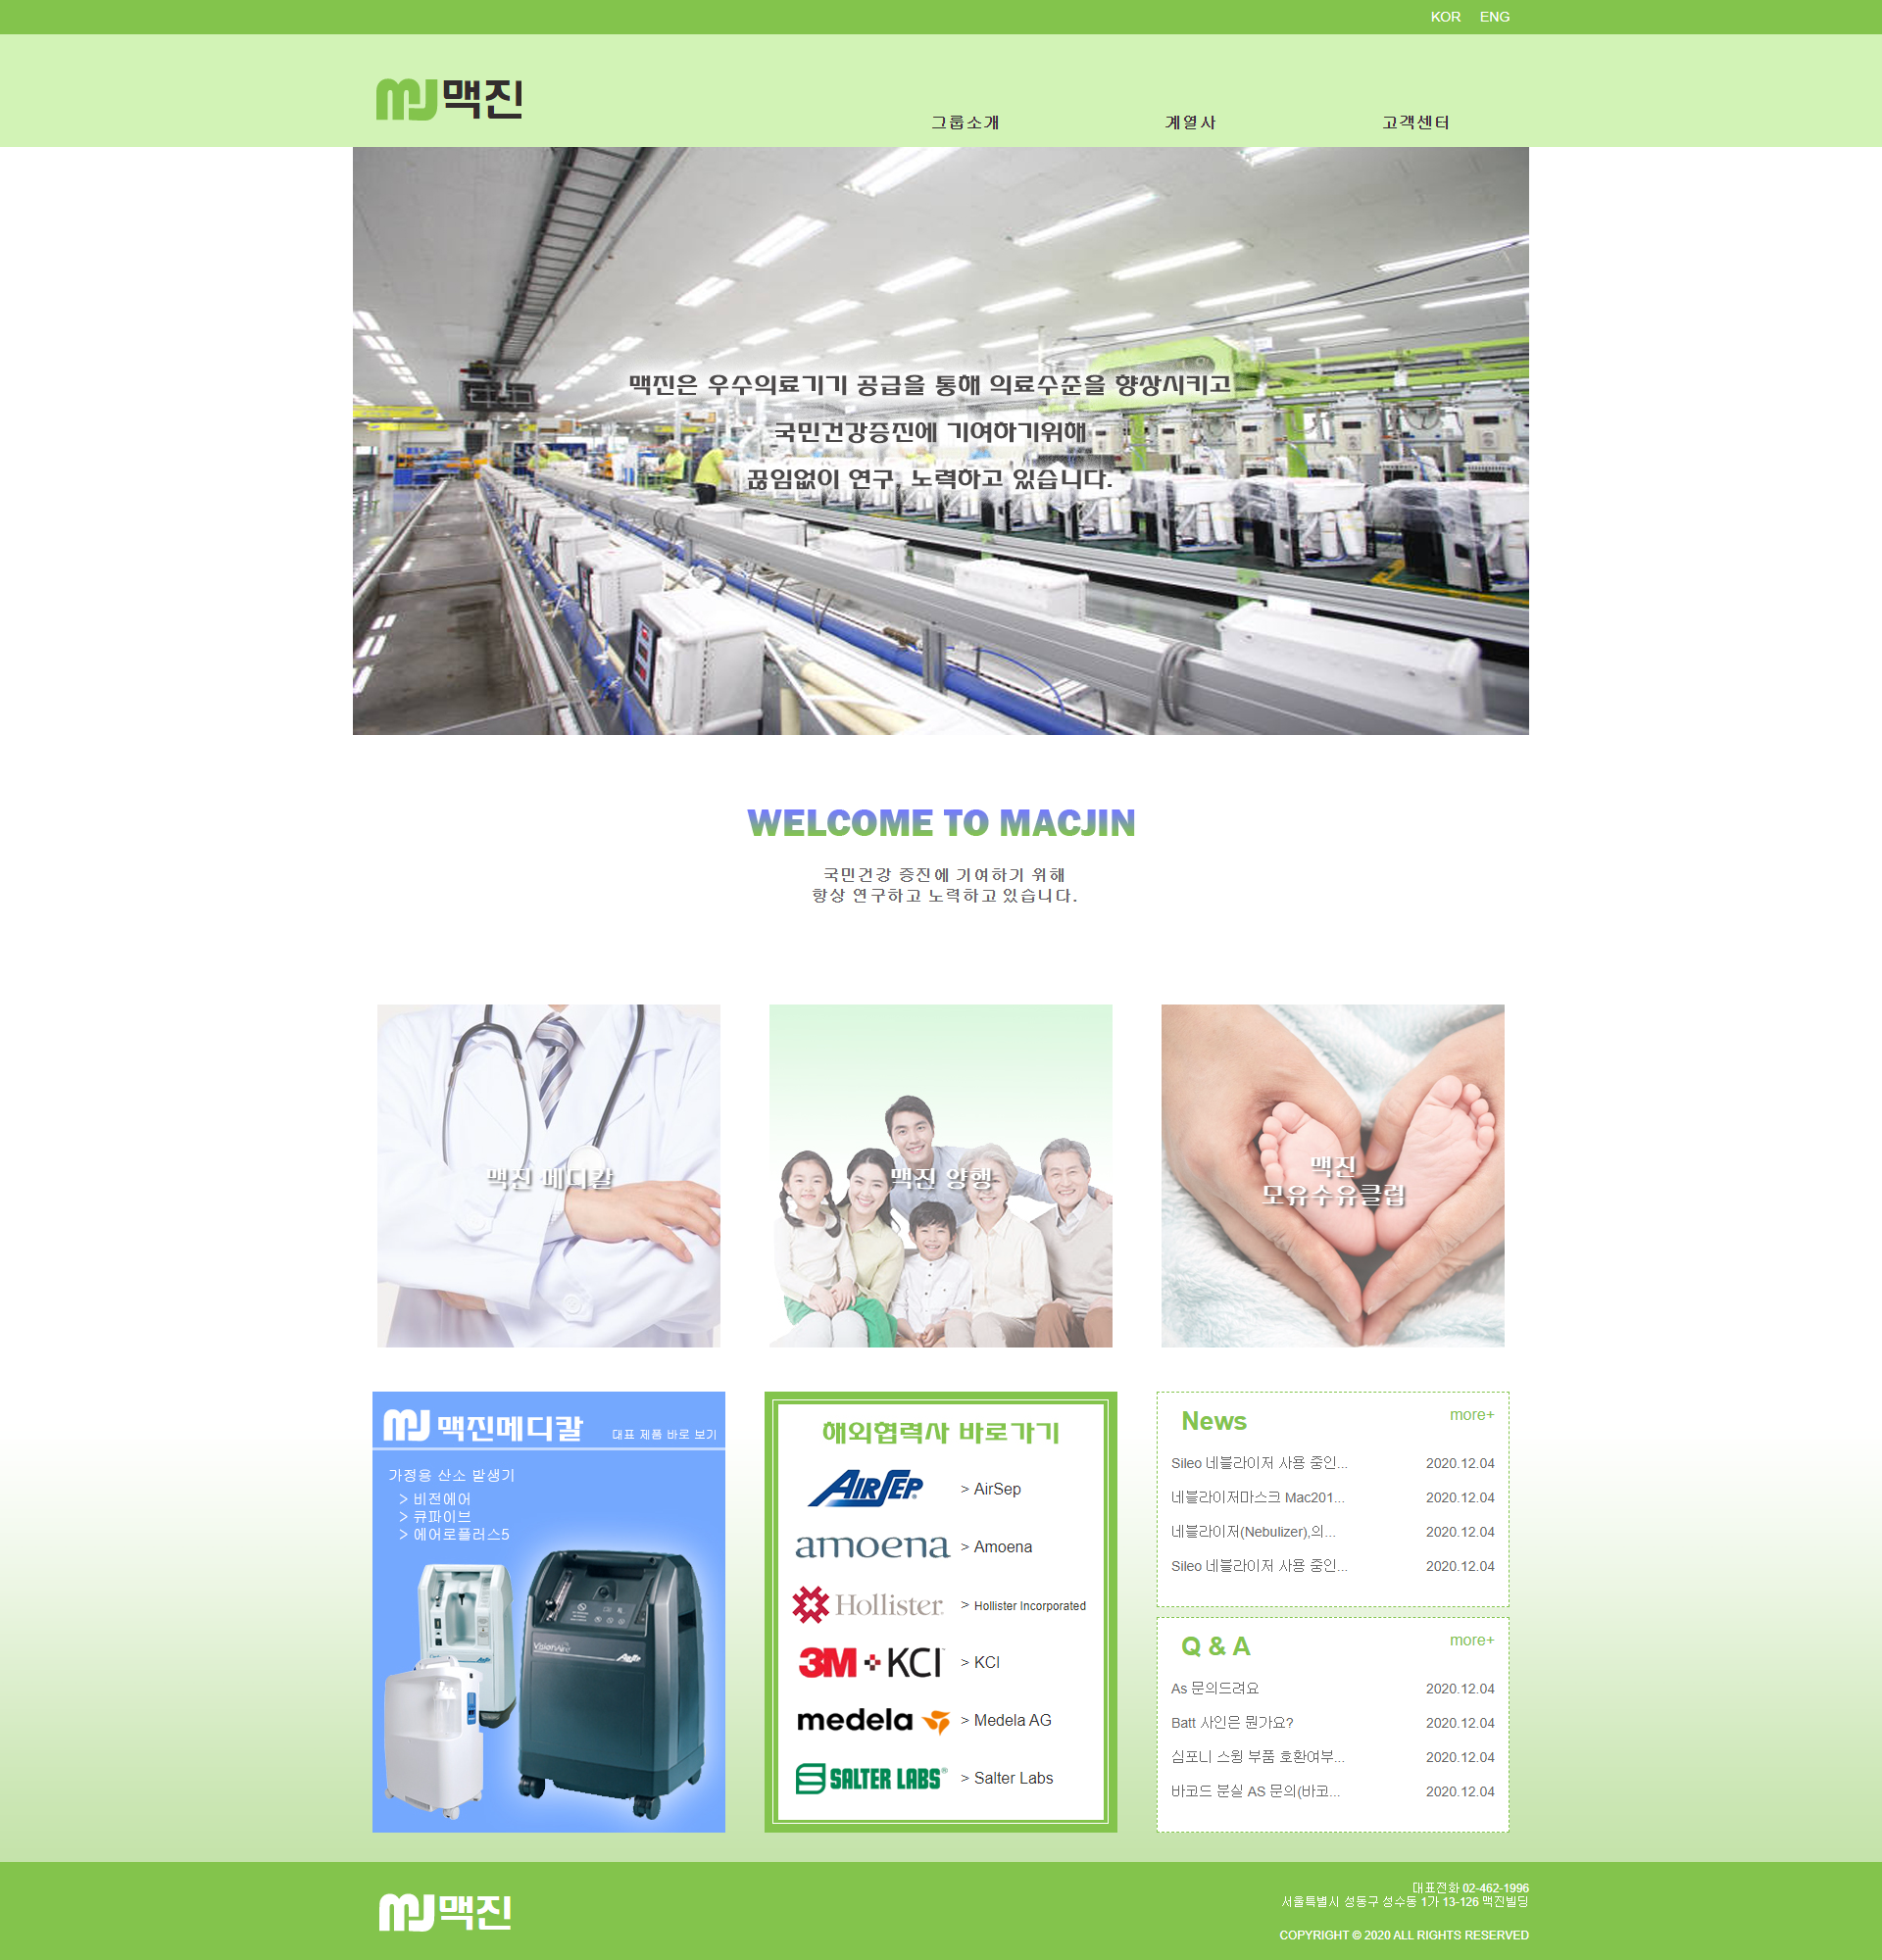 KOR ENG
mJ맥진
그룹소개 계열사 고객센터
맥진은 우수의료기기 공급을 통해 의료수준을 향상시키고
국민건강증진에 기여하기위해
끊임없이 연구, 노력하고 있습니다.
WELCOME TO MACJIN
국민건강 증진에 기여하기 위해
항상 연구하고 노력하고 있습니다.
맥진 메디칼
맥진 양행
맥진
모유수유클럽
mJ 맥진메디칼 대표 제품 바로 보기
가정용 산소 발생기
> 비전에어
> 큐파이브
> 에어로플러스5
VisionAire
AirSep
해외협력사 바로가기
AIRSEP > AirSep
amoena > Amoena
Hollister > Hollister Incorporated
3M+KCI > KCI
medela > Medela AG
SALTER LABS® > Salter Labs
News more+
Sileo 네블라이저 사용 중인... 2020.12.04
네블라이저마스크 Mac201... 2020.12.04
네블라이저(Nebulizer),의... 2020.12.04
Sileo 네블라이저 사용 중인... 2020.12.04
Q & A more+
As 문의드려요 2020.12.04
Batt 사인은 뭔가요? 2020.12.04
심포니 스윙 부품 호환여부... 2020.12.04
바코드 분실 AS 문의(바코... 2020.12.04
mJ맥진
대표전화 02-462-1996
서울특별시 성동구 성수동 1가 13-126 맥진빌딩
COPYRIGHT © 2020 ALL RIGHTS RESERVED